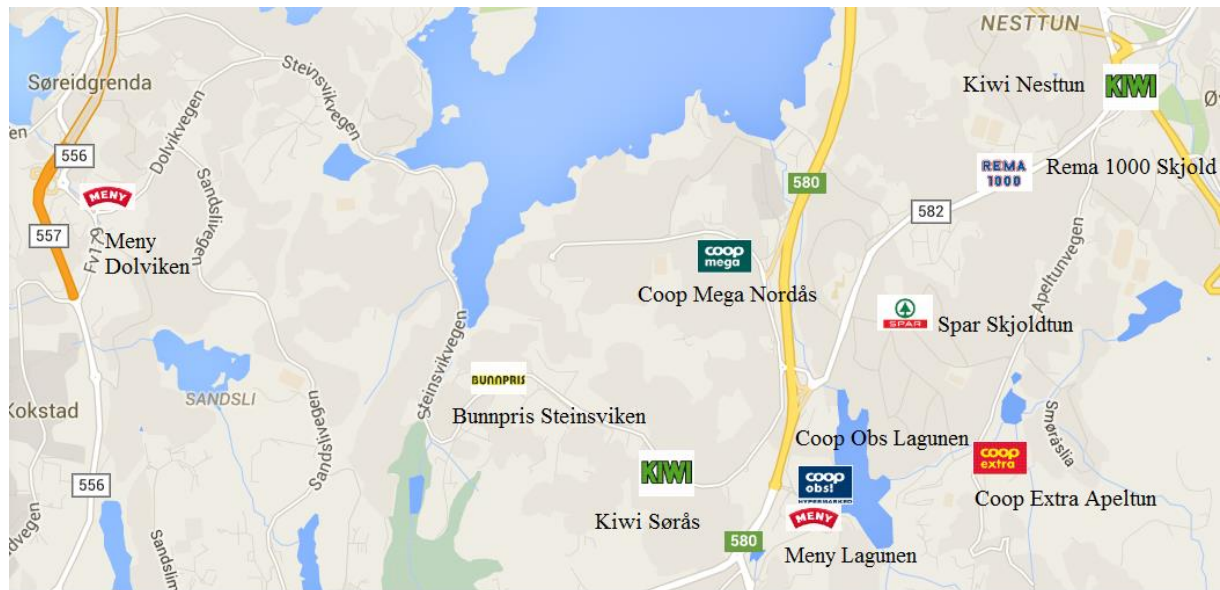 NESTTUN
Søreidgrenda
Steinsvikvegen
Kiwi Nesttun
KIWI
Dolvikvegen
556
Sandslivegen
REMA
1000
Rema 1000 Skjold
580
MENY
582
557
Fv179
Meny
Dolviken
coop
mega
Coop Mega Nordås
Apeltunvegen
SPAR
Spar Skjoldtun
Steinsvikvegen
BUNNPRIS
Bunnpris Steinsviken
SANDSLI
Kokstad
Sandslivegen
Smøråslia
Coop Obs Lagunen
coop
extra
Coop Extra Apeltun
KIWI
Kiwi Sørås
coop
obs!
HYPERMARKED
MENY
Meny Lagunen
556
580